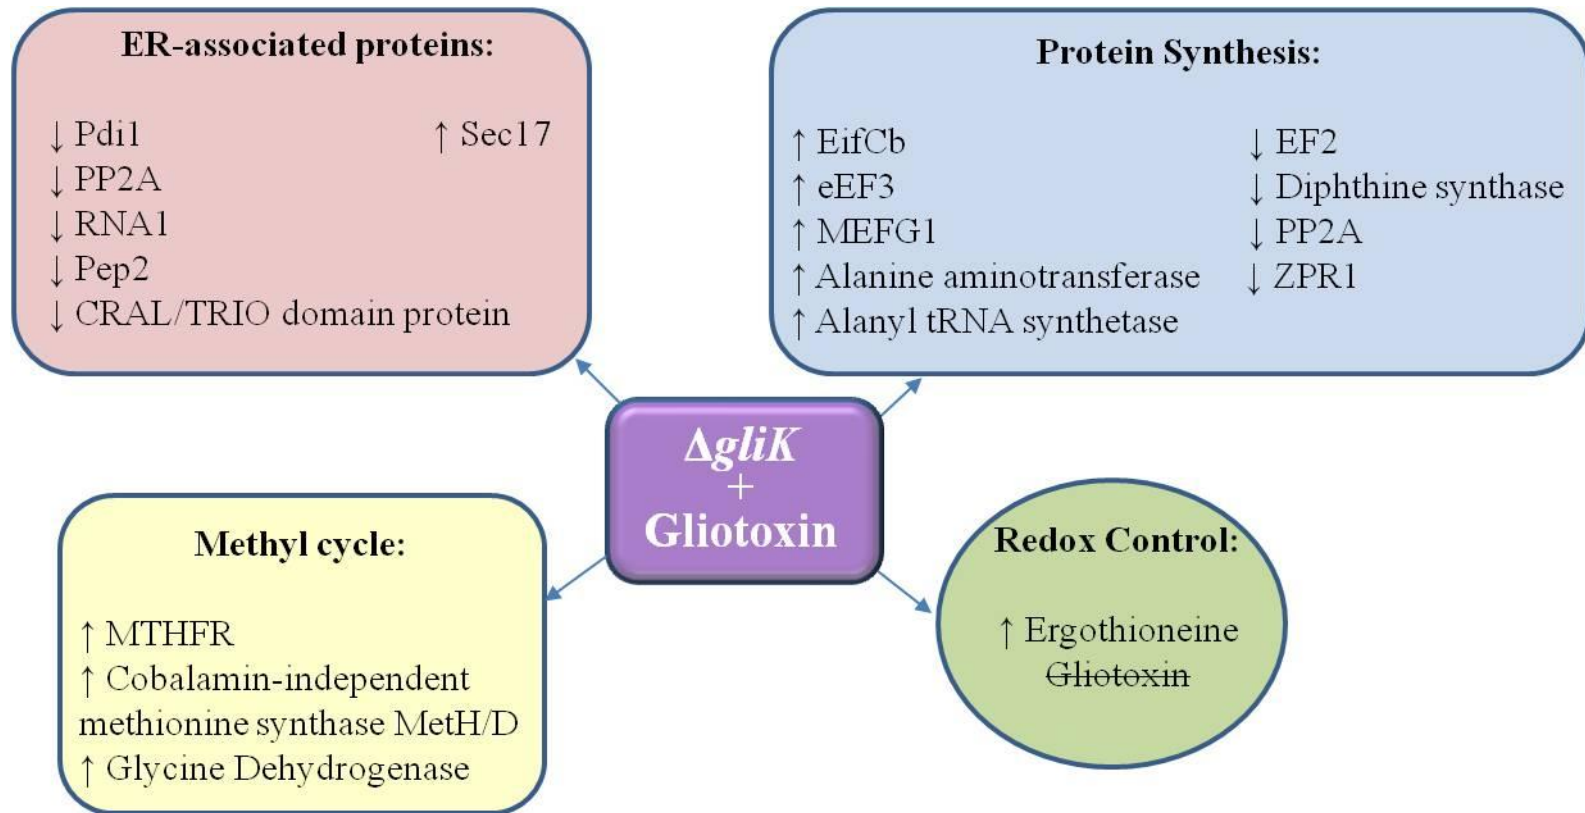 ER-associated proteins:
↓ Pdi1
↓ PP2A
↓ RNA1
↓ Pep2
↓ CRAL/TRIO domain protein
↑ Sec17
Protein Synthesis:
↑ EifCb
↑ eEF3
↑ MEFG1
↑ Alanine aminotransferase
↑ Alanyl tRNA synthetase
↓ EF2
↓ Diphthine synthase
↓ PP2A
↓ ZPR1
ΔgliK
+
Gliotoxin
Methyl cycle:
↑ MTHFR
↑ Cobalamin-independent
methionine synthase MetH/D
↑ Glycine Dehydrogenase
Redox Control:
↑ Ergothioneine
Gliotoxin